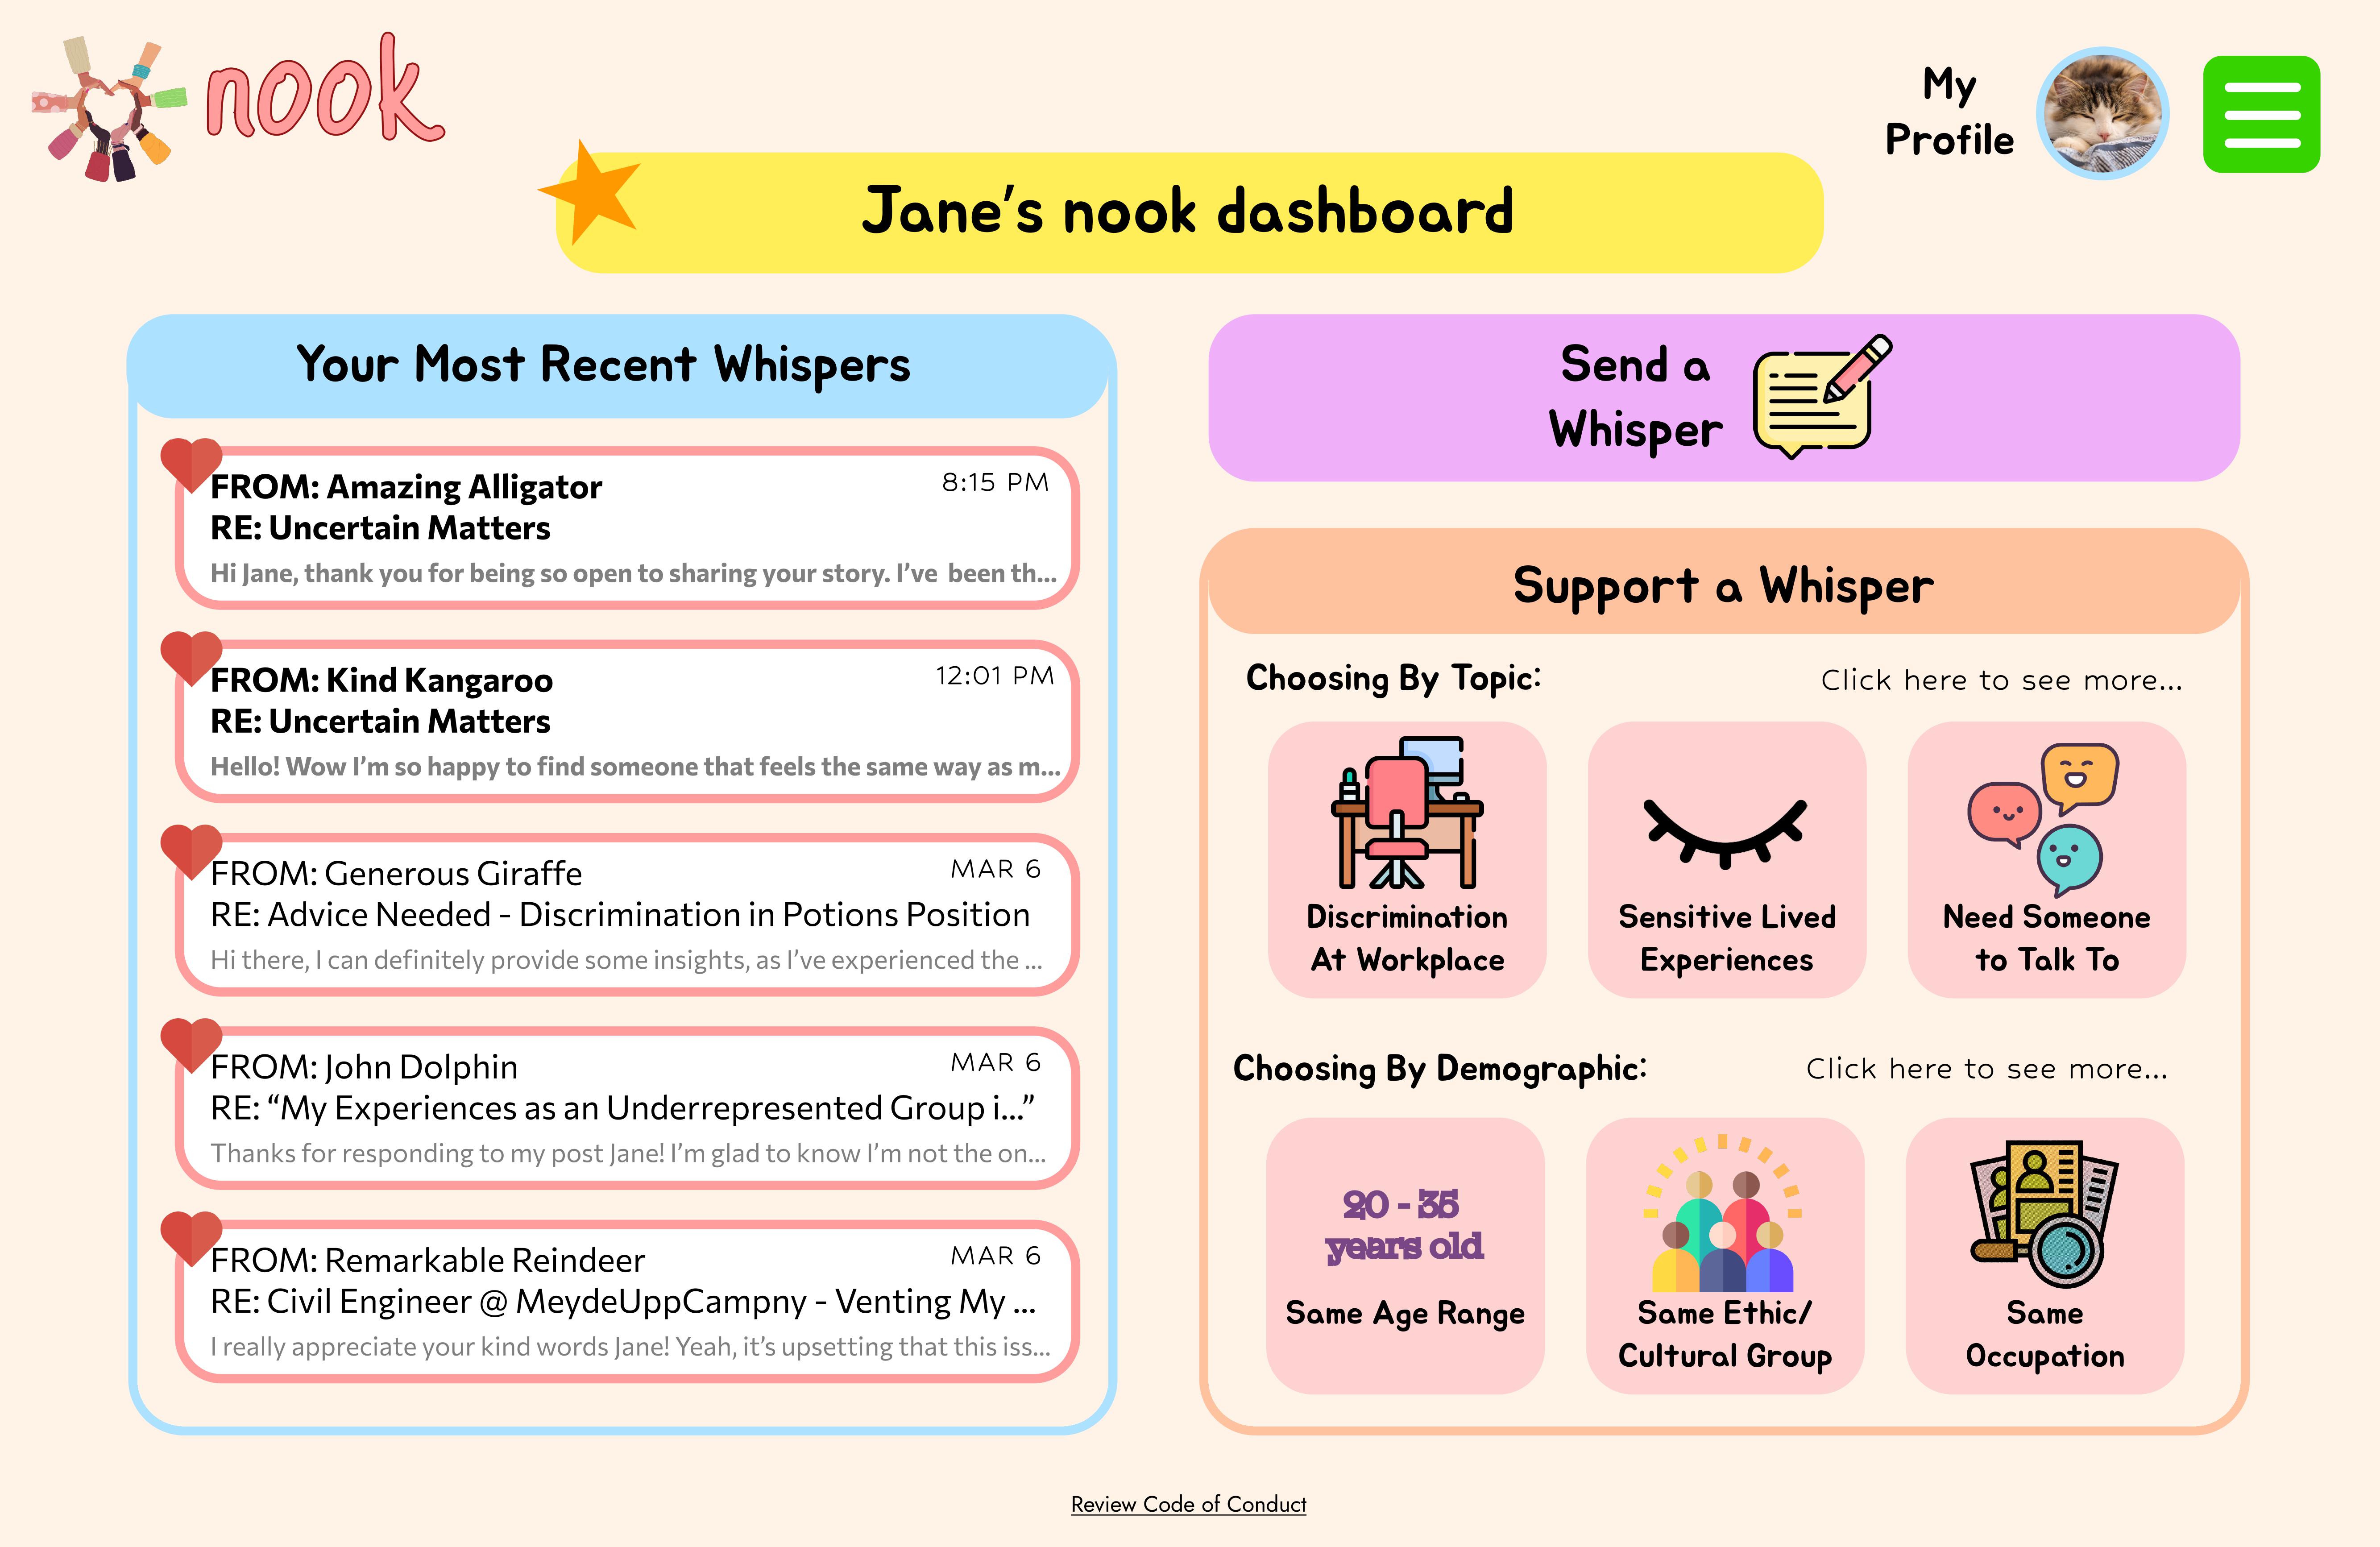 nook
My
Profile
Jane's nook dashboard
Your Most Recent Whispers
FROM: Amazing Alligator
8:15 PM
RE: Uncertain Matters
Hi Jane, thank you for being so open to sharing your story. I've been th...
FROM: Kind Kangaroo
12:01 PM
RE: Uncertain Matters
Hello! Wow I'm so happy to find someone that feels the same way as m...
FROM: Generous Giraffe
MAR 6
RE: Advice Needed - Discrimination in Potions Position
Hi there, I can definitely provide some insights, as I've experienced the ...
FROM: John Dolphin
MAR 6
RE: “My Experiences as an Underrepresented Group i...”
Thanks for responding to my post Jane! I'm glad to know I'm not the on...
FROM: Remarkable Reindeer
MAR 6
RE: Civil Engineer @ MeydeUppCampny - Venting My ...
I really appreciate your kind words Jane! Yeah, it's upsetting that this iss...
Send a
Whisper
Support a Whisper
Choosing By Topic:
Click here to see more...
Discrimination
At Workplace
Sensitive Lived
Experiences
Need Someone
to Talk To
Choosing By Demographic:
Click here to see more...
20 - 35
years old
Same Age Range
Same Ethic/
Cultural Group
Same
Occupation
Review Code of Conduct